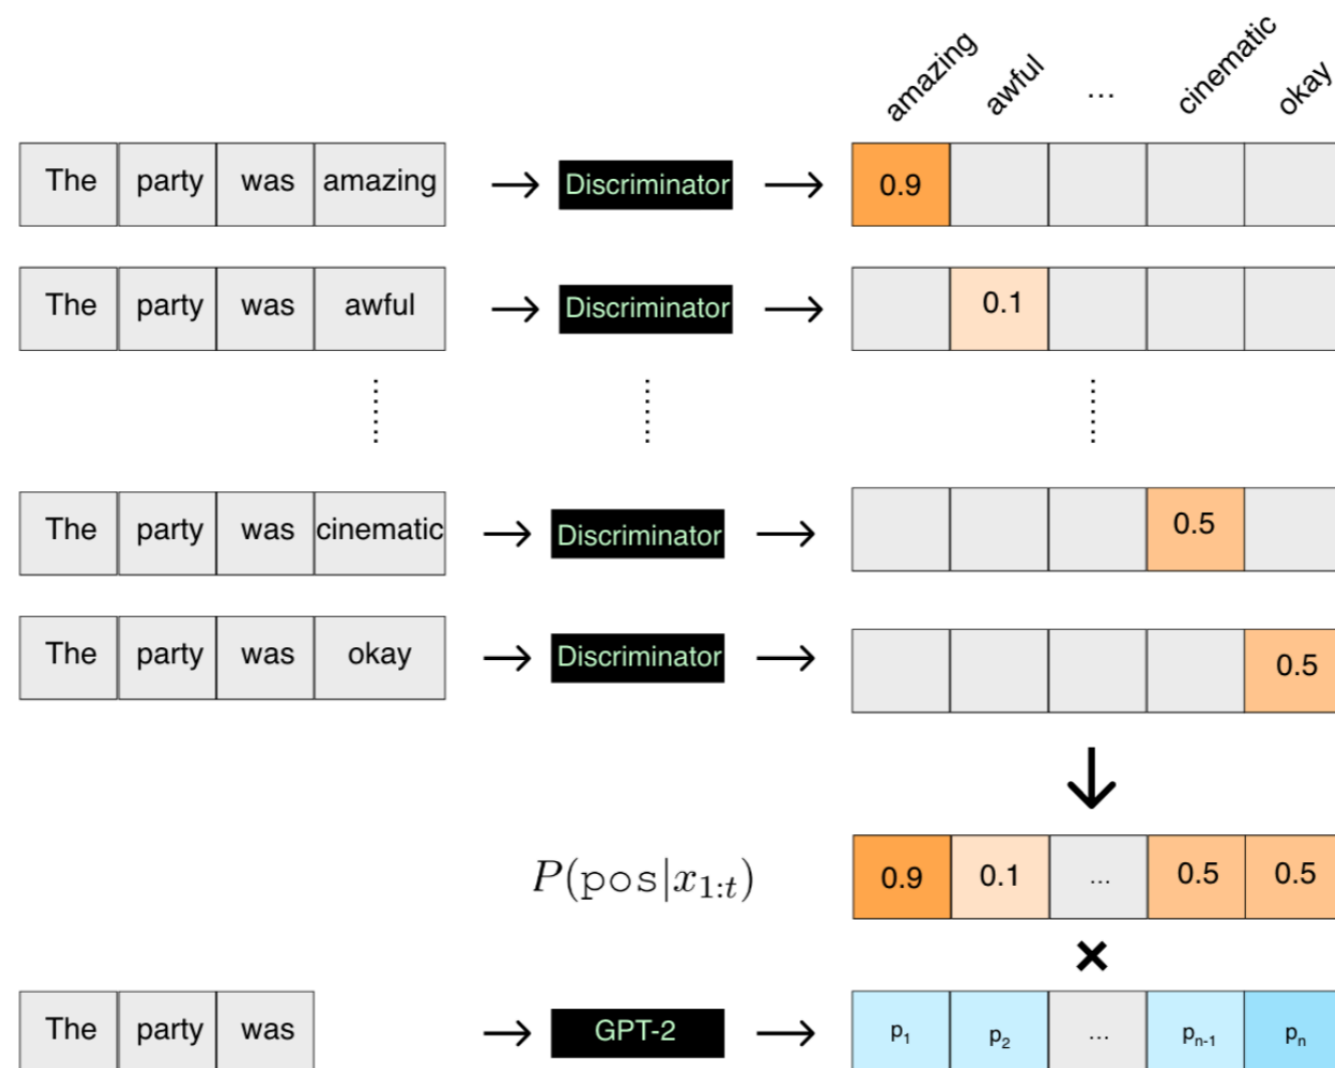 amazing awful ... cinematic okay
The party was amazing → Discriminator → 0.9
The party was awful → Discriminator → 0.1
The party was cinematic → Discriminator → 0.5
The party was okay → Discriminator → 0.5
P(pos|x_{1:t}) 0.9 0.1 ... 0.5 0.5
×
The party was → GPT-2 → p₁ p₂ ... pₙ₋₁ pₙ